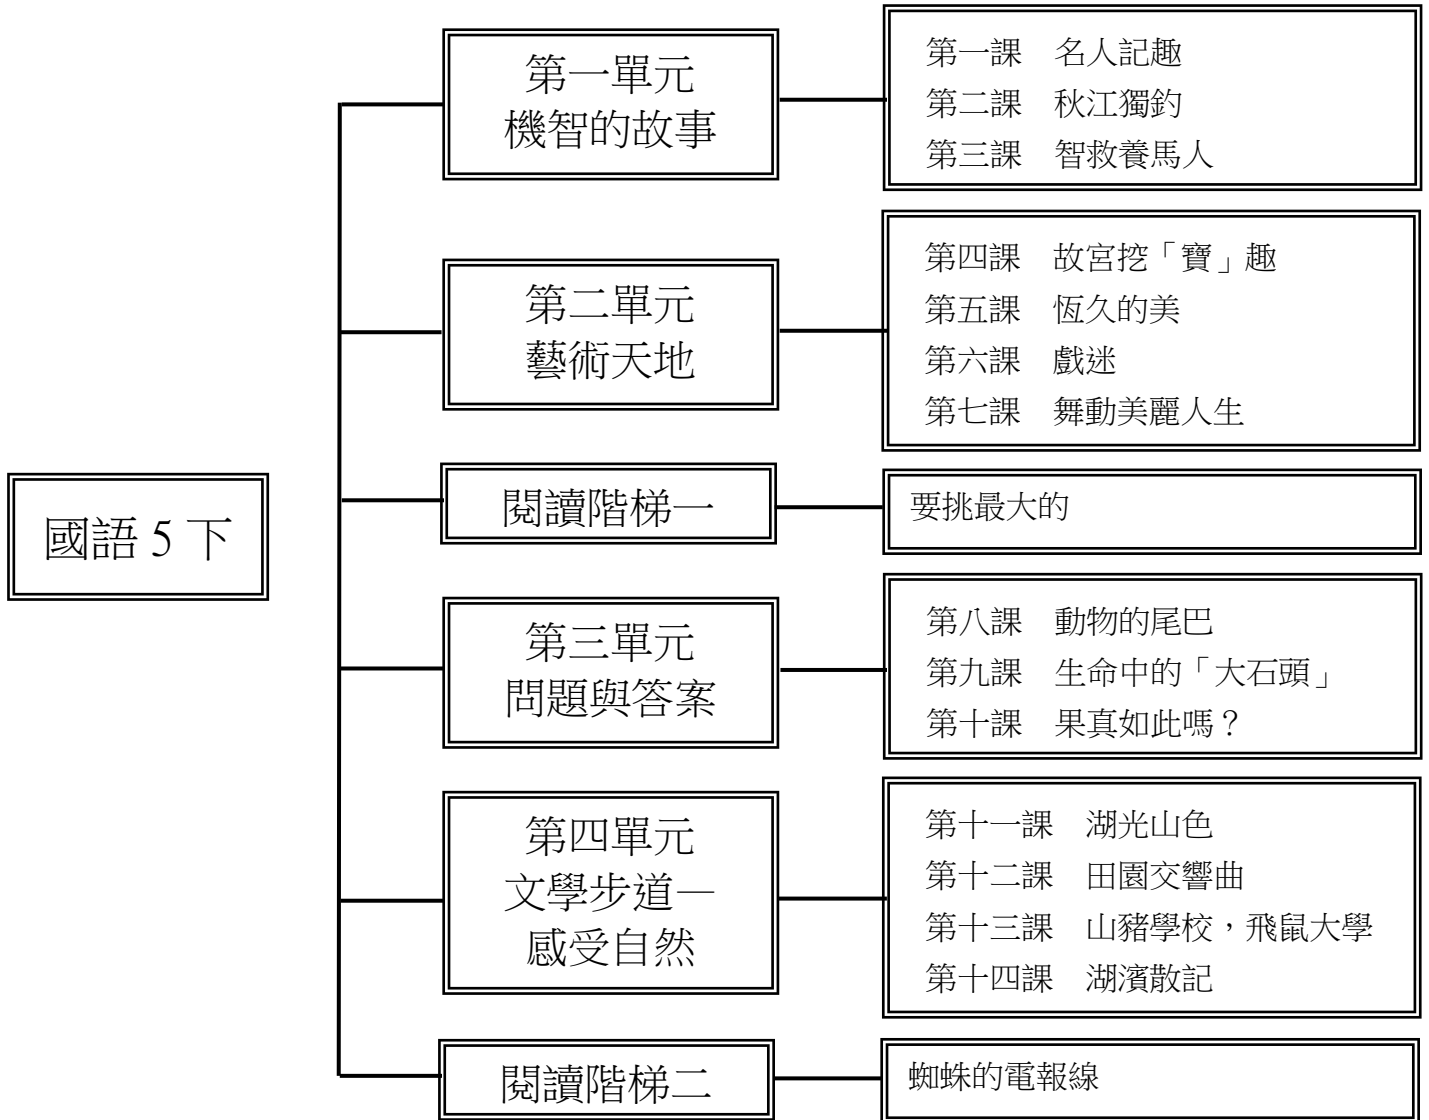 國語 5 下
第一單元
機智的故事
第一課　名人記趣
第二課　秋江獨釣
第三課　智救養馬人
第二單元
藝術天地
第四課　故宮挖「寶」趣
第五課　恆久的美
第六課　戲迷
第七課　舞動美麗人生
閱讀階梯一
要挑最大的
第三單元
問題與答案
第八課　動物的尾巴
第九課　生命中的「大石頭」
第十課　果真如此嗎？
第四單元
文學步道—
感受自然
第十一課　湖光山色
第十二課　田園交響曲
第十三課　山豬學校，飛鼠大學
第十四課　湖濱散記
閱讀階梯二
蜘蛛的電報線